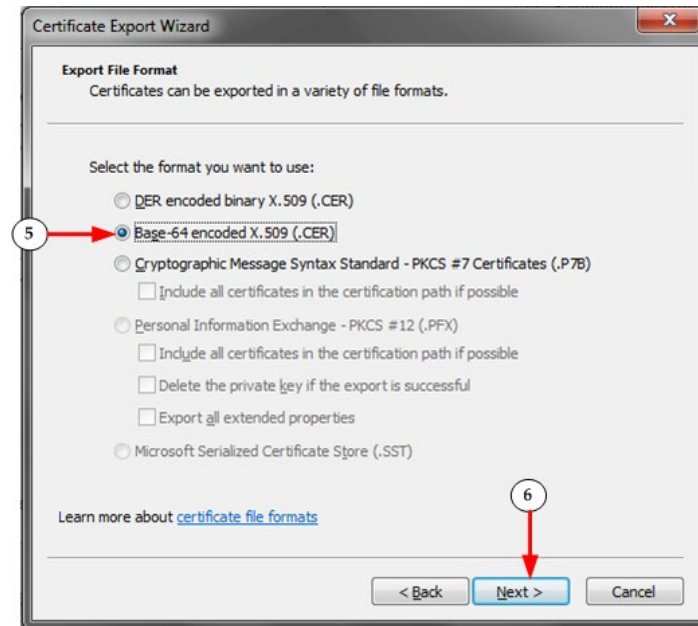 Certificate Export Wizard
Export File Format
Certificates can be exported in a variety of file formats.
Select the format you want to use:
DER encoded binary X.509 (.CER)
5
Base-64 encoded X.509 (.CER)
Cryptographic Message Syntax Standard - PKCS #7 Certificates (.P7B)
Include all certificates in the certification path if possible
Personal Information Exchange - PKCS #12 (.PFX)
Include all certificates in the certification path if possible
Delete the private key if the export is successful
Export all extended properties
Microsoft Serialized Certificate Store (.SST)
6
Learn more about certificate file formats
< Back Next > Cancel